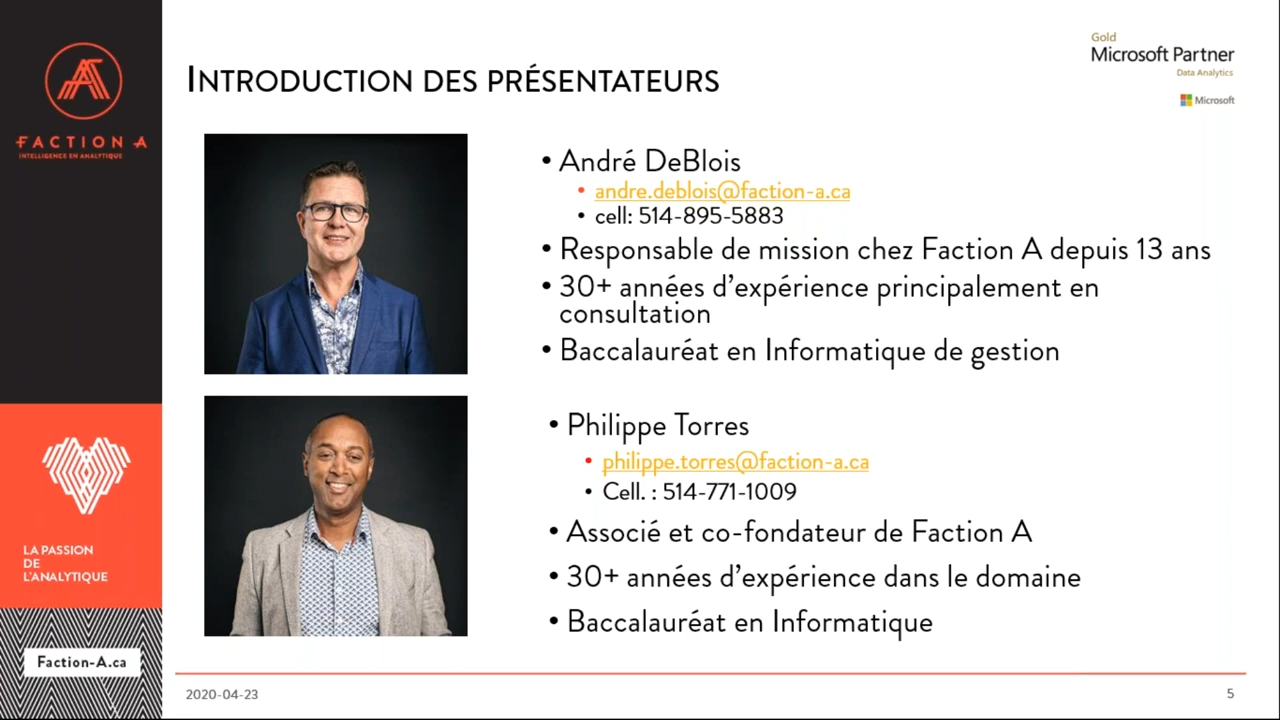 FACTION A
INTELLIGENCE EN ANALYTIQUE
Gold
Microsoft Partner
Data Analytics
Microsoft
INTRODUCTION DES PRÉSENTATEURS
• André DeBlois
• andre.deblois@faction-a.ca
• cell: 514-895-5883
• Responsable de mission chez Faction A depuis 13 ans
• 30+ années d’expérience principalement en
consultation
• Baccalauréat en Informatique de gestion
• Philippe Torres
• philippe.torres@faction-a.ca
• Cell. : 514-771-1009
• Associé et co-fondateur de Faction A
• 30+ années d’expérience dans le domaine
• Baccalauréat en Informatique
LA PASSION
DE
L’ANALYTIQUE
Faction-A.ca
2020-04-23
5